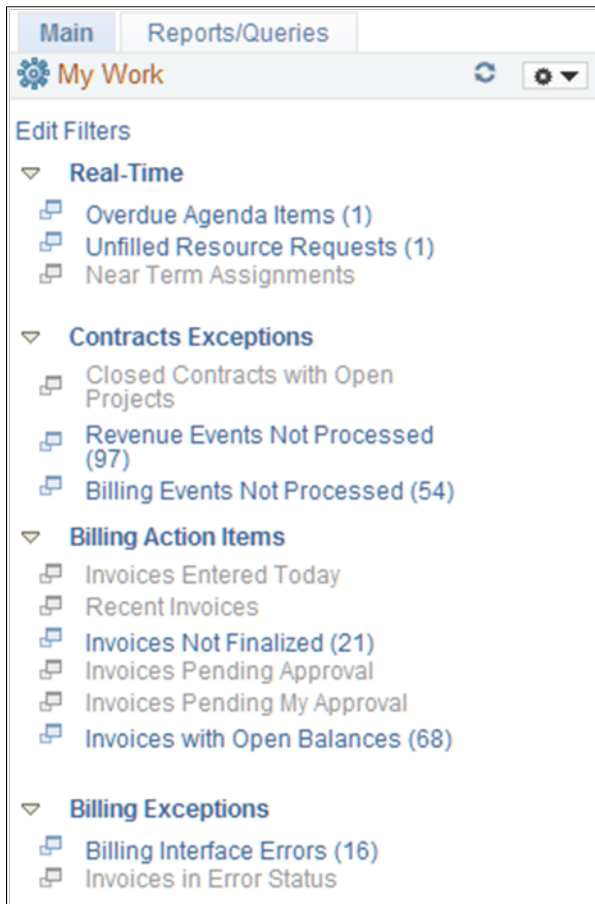 Main
Reports/Queries
My Work
Edit Filters
Real-Time
Overdue Agenda Items (1)
Unfilled Resource Requests (1)
Near Term Assignments
Contracts Exceptions
Closed Contracts with Open
Projects
Revenue Events Not Processed
(97)
Billing Events Not Processed (54)
Billing Action Items
Invoices Entered Today
Recent Invoices
Invoices Not Finalized (21)
Invoices Pending Approval
Invoices Pending My Approval
Invoices with Open Balances (68)
Billing Exceptions
Billing Interface Errors (16)
Invoices in Error Status